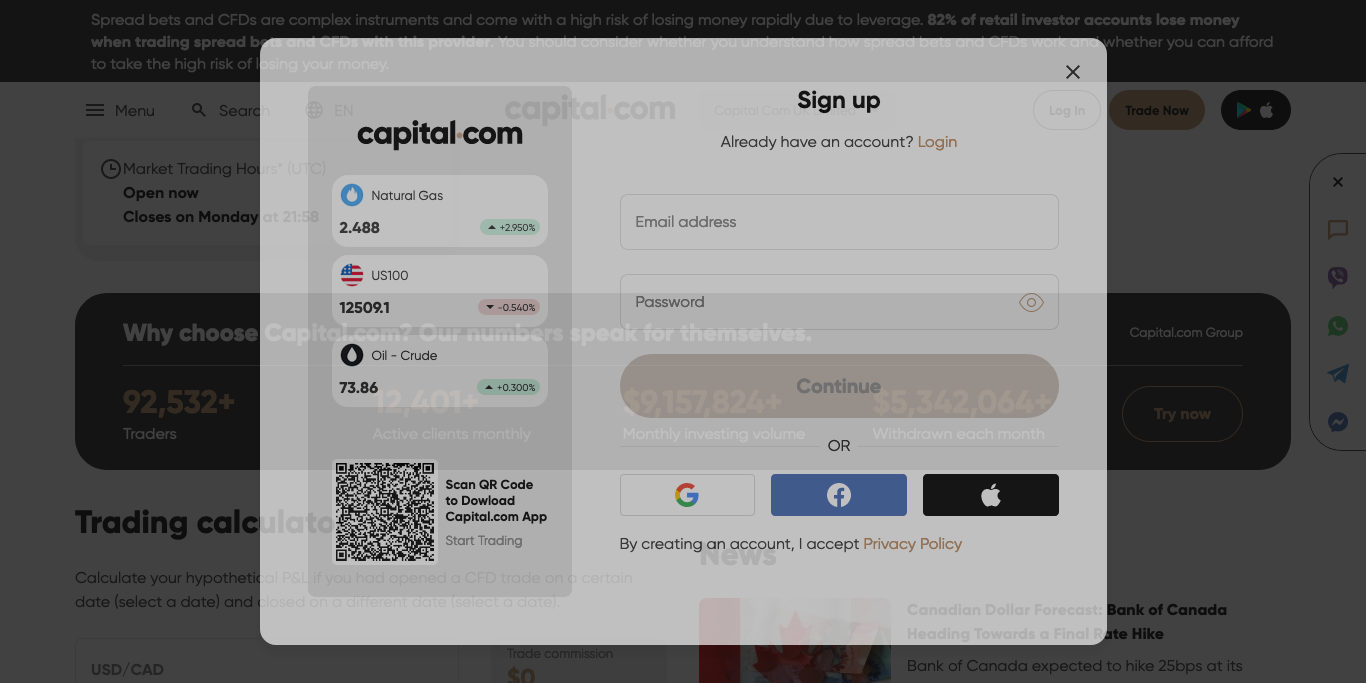 Spread bets and CFDs are complex instruments and come with a high risk of losing money rapidly due to leverage. 82% of retail investor accounts lose money
when trading spread bets and CFDs with this provider. You should consider whether you understand how spread bets and CFDs work and whether you can afford
to take the high risk of losing your money.
Menu
Search
EN
capital.com
Capital Com
Log In
Trade Now
Market Trading Hours* (UTC)
Open now
Closes on Monday at 21:58
Sign up
Already have an account? Login
Email address
Password
Continue
OR
By creating an account, I accept Privacy Policy
capital.com
Natural Gas
2.488
+2.950%
US100
12509.1
-0.540%
Oil - Crude
73.86
+0.300%
Scan QR Code
to Dowload
Capital.com App
Start Trading
Why choose Capital.com? Our numbers speak for themselves.
Capital.com Group
92,532+
Traders
12,401+
Active clients monthly
$9,157,824+
Monthly investing volume
$5,342,064+
Withdrawn each month
Try now
Trading calculato
Calculate your hypothetical P&L if you had opened a CFD trade on a certain
date (select a date) and closed on a different date (select a date).
USD/CAD
Trade commission
$0
News
Canadian Dollar Forecast: Bank of Canada
Heading Towards a Final Rate Hike
Bank of Canada expected to hike 25bps at its